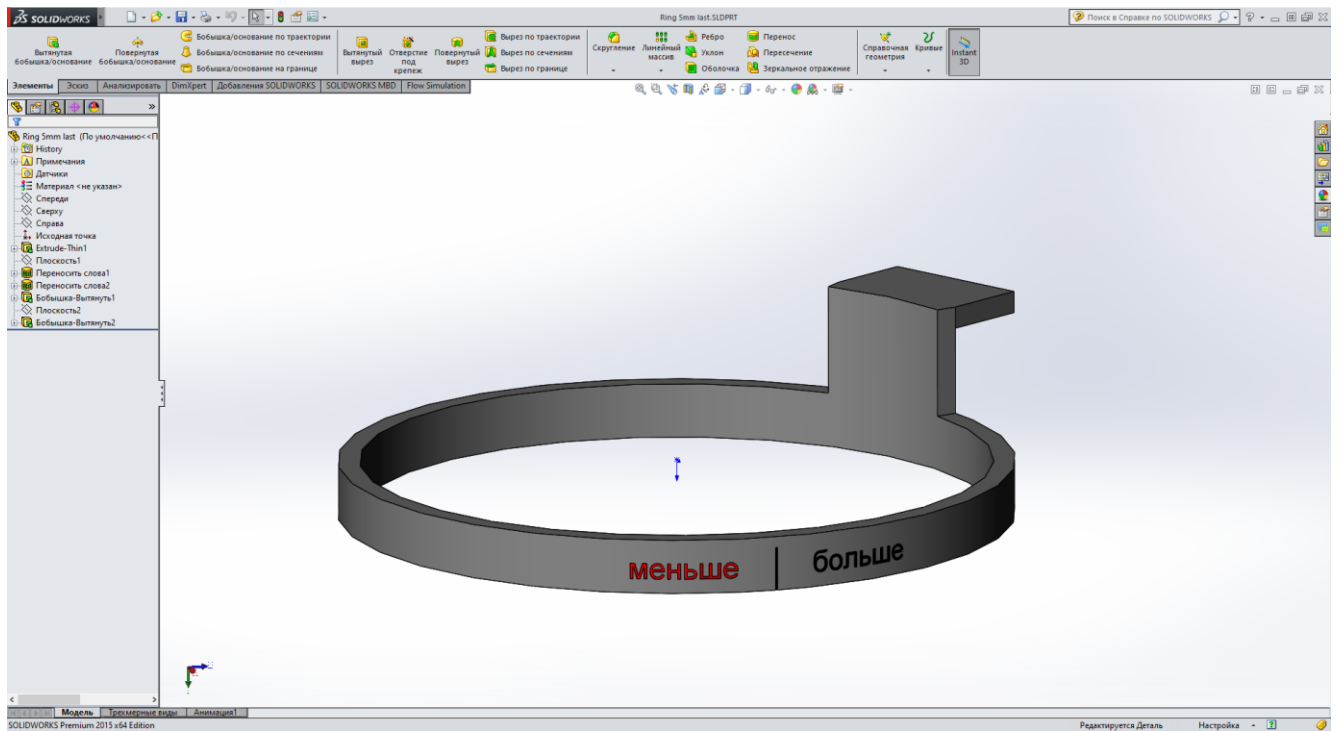 SOLIDWORKS
Ring 5mm last.SLDPRT
Поиск в Справке по SOLIDWORKS
Вытянутая бобышка/основание
Повернутая бобышка/основание
Бобышка/основание по траектории
Бобышка/основание по сечениям
Бобышка/основание на границе
Вытянутый вырез
Отверстие под крепеж
Повернутый вырез
Вырез по траектории
Вырез по сечениям
Вырез по границе
Скругление
Линейный массив
Ребро
Уклон
Оболочка
Перенос
Пересечение
Зеркальное отражение
Справочная геометрия
Кривые
Instant 3D
Элементы Эскиз Анализировать DimXpert Добавления SOLIDWORKS SOLIDWORKS MBD Flow Simulation
Ring 5mm last (По умолчанию<<П
History
Примечания
Датчики
Материал <не указан>
Спереди
Сверху
Справа
Исходная точка
Extrude-Thin1
Плоскость1
Переносить слова1
Переносить слова2
Бобышка-Вытянуть1
Плоскость2
Бобышка-Вытянуть2
меньше | больше
Модель Трехмерные виды Анимация1
SOLIDWORKS Premium 2015 x64 Edition
Редактируется Деталь Настройка